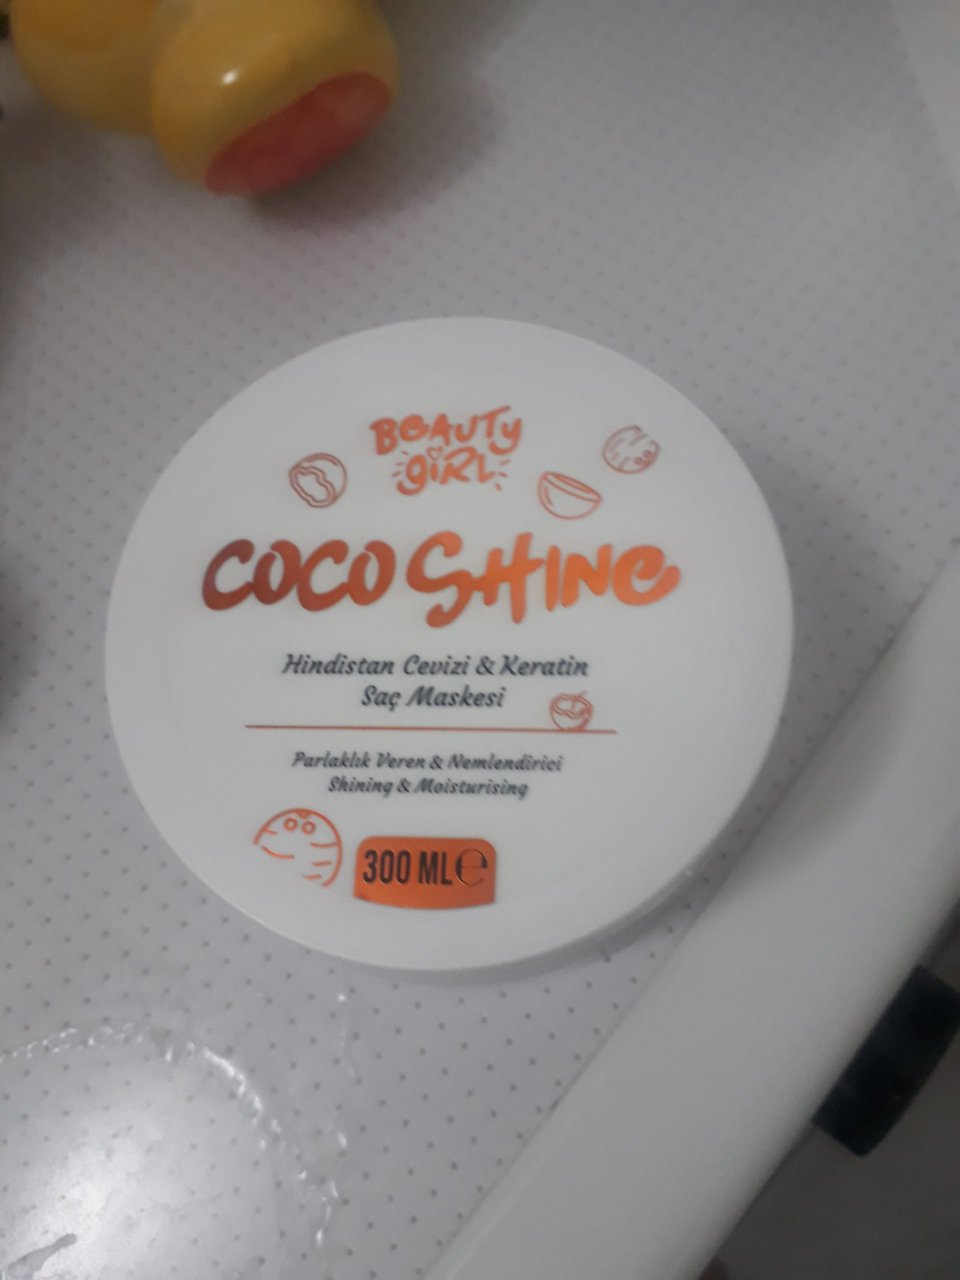 BEAUTY
GIRL
COCO SHINE
Hindistan Cevizi & Keratin
Saç Maskesi
Parlaklık Veren & Nemlendirici
Shining & Moisturising
300 ML ℮